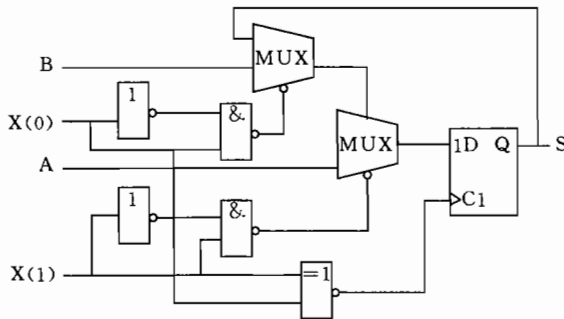 B
MUX
1
&
X(0)
MUX
1D Q
S
A
C1
1
&
X(1)
=1